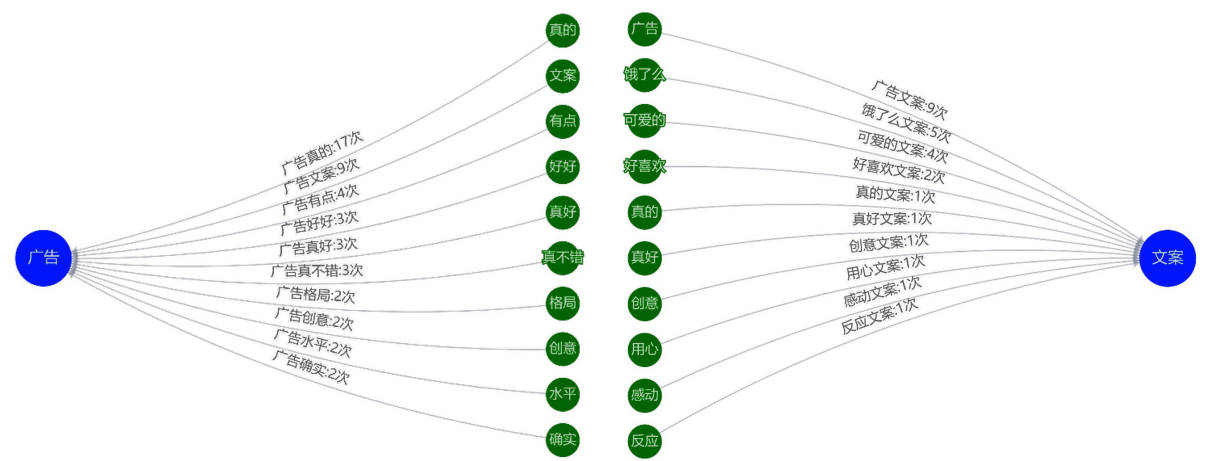 广告
广告真的:17次
广告文案:9次
广告有点:4次
广告好好:3次
广告真好:3次
广告真不错:3次
广告格局:2次
广告创意:2次
广告水平:2次
广告确实:2次
真的
文案
有点
好好
真好
真不错
格局
创意
水平
确实
广告
饿了么
可爱的
好喜欢
真的
真好
创意
用心
感动
反应
广告文案:9次
饿了么文案:5次
可爱的文案:4次
好喜欢文案:2次
真的文案:1次
真好文案:1次
创意文案:1次
用心文案:1次
感动文案:1次
反应文案:1次
文案